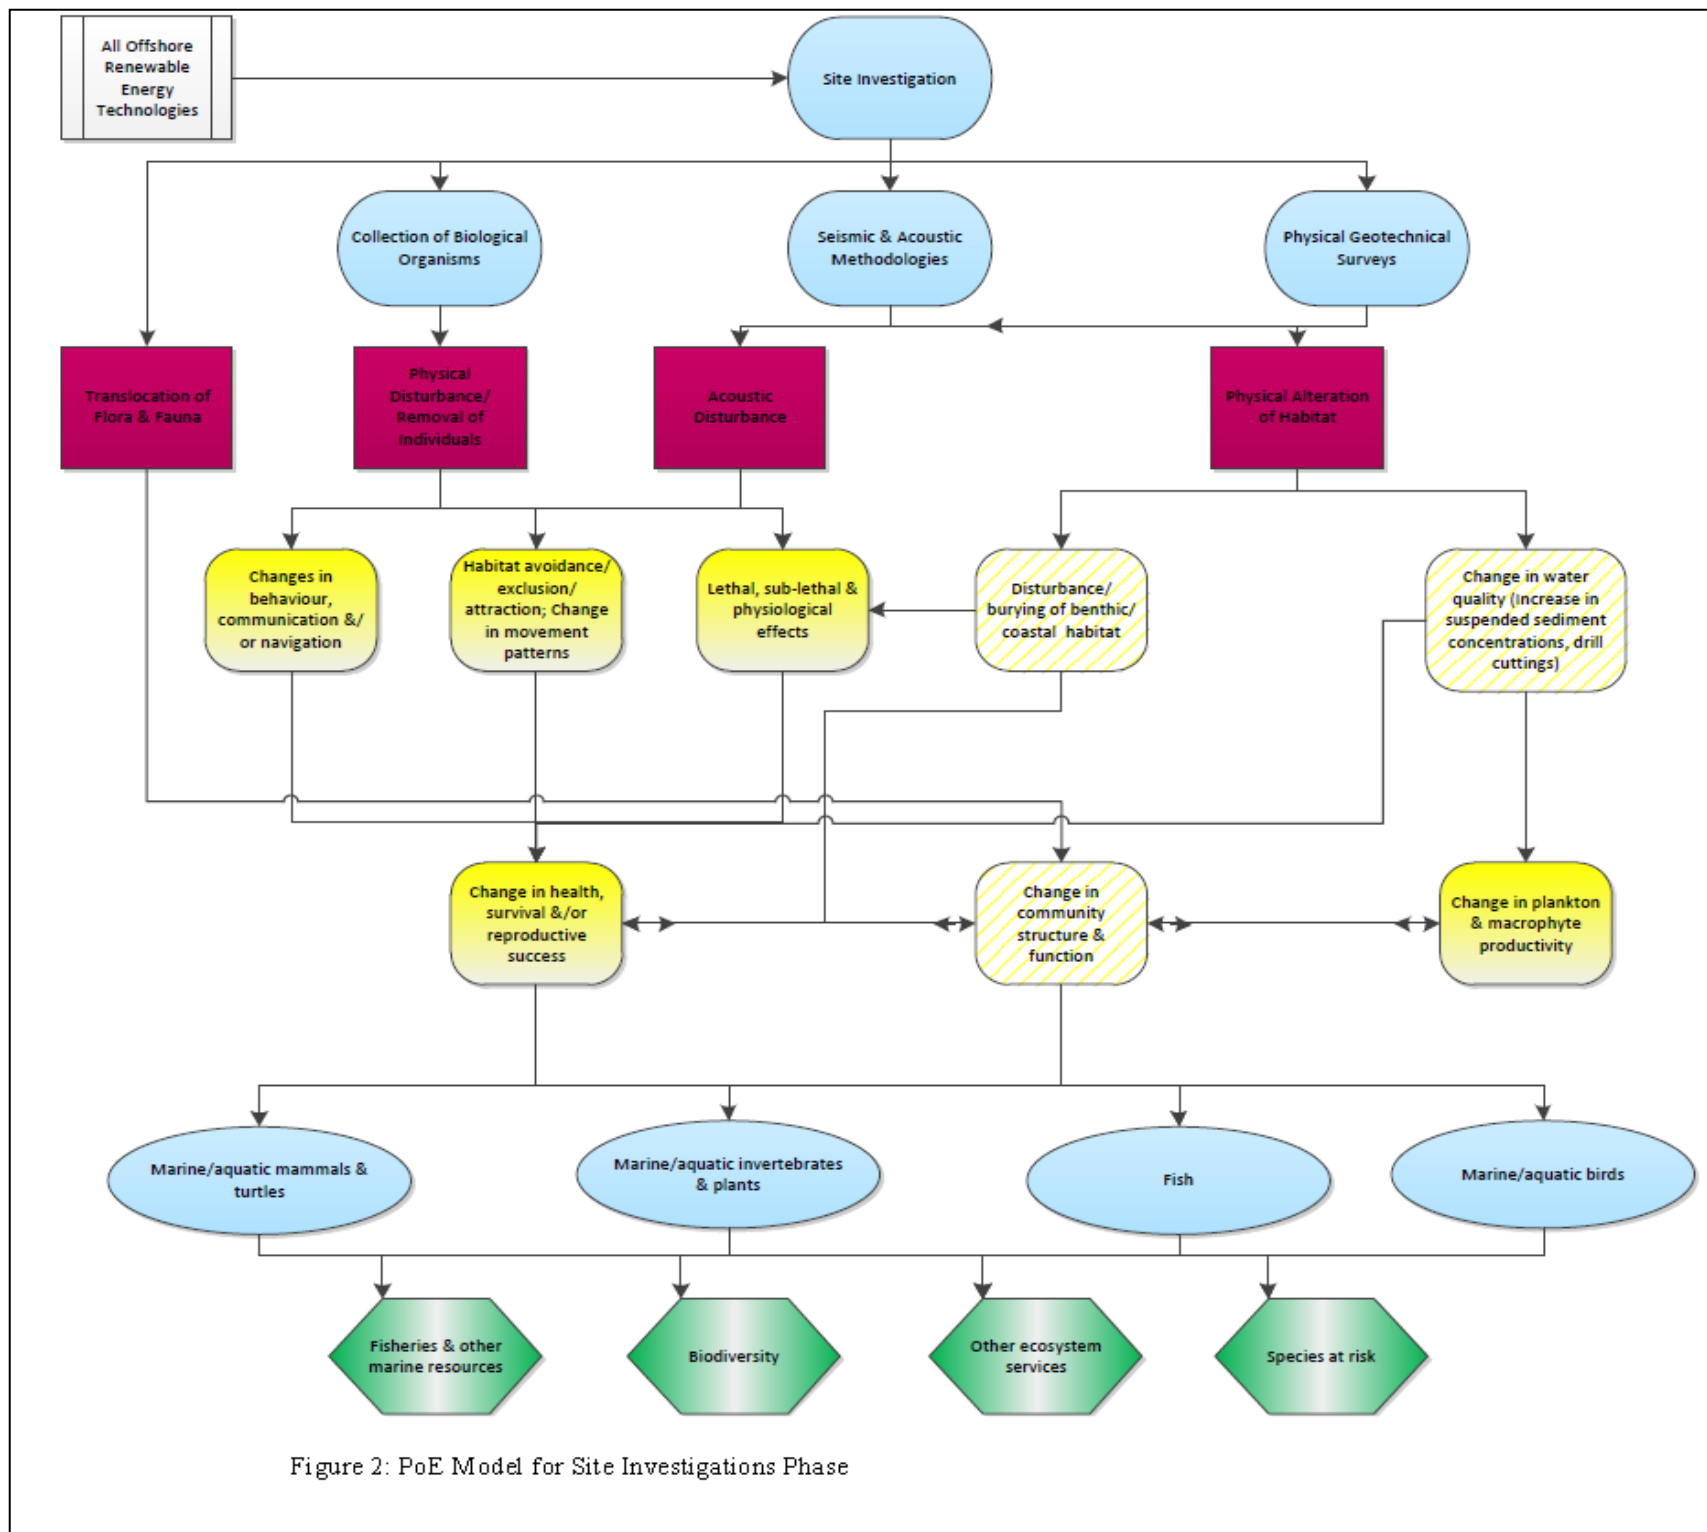 All Offshore
Renewable
Energy
Technologies
Site Investigation
Collection of Biological
Organisms
Seismic & Acoustic
Methodologies
Physical Geotechnical
Surveys
Translocation of
Flora & Fauna
Physical
Disturbance/
Removal of
Individuals
Acoustic
Disturbance
Physical Alteration
of Habitat
Changes in
behaviour,
communication &/
or navigation
Habitat avoidance/
exclusion/
attraction; Change
in movement
patterns
Lethal, sub-lethal &
physiological
effects
Disturbance/
burying of benthic/
coastal habitat
Change in water
quality (Increase in
suspended sediment
concentrations, drill
cuttings)
Change in health,
survival &/or
reproductive
success
Change in
community
structure &
function
Change in plankton
& macrophyte
productivity
Marine/aquatic mammals &
turtles
Marine/aquatic invertebrates
& plants
Fish
Marine/aquatic birds
Fisheries & other
marine resources
Biodiversity
Other ecosystem
services
Species at risk
Figure 2: PoE Model for Site Investigations Phase